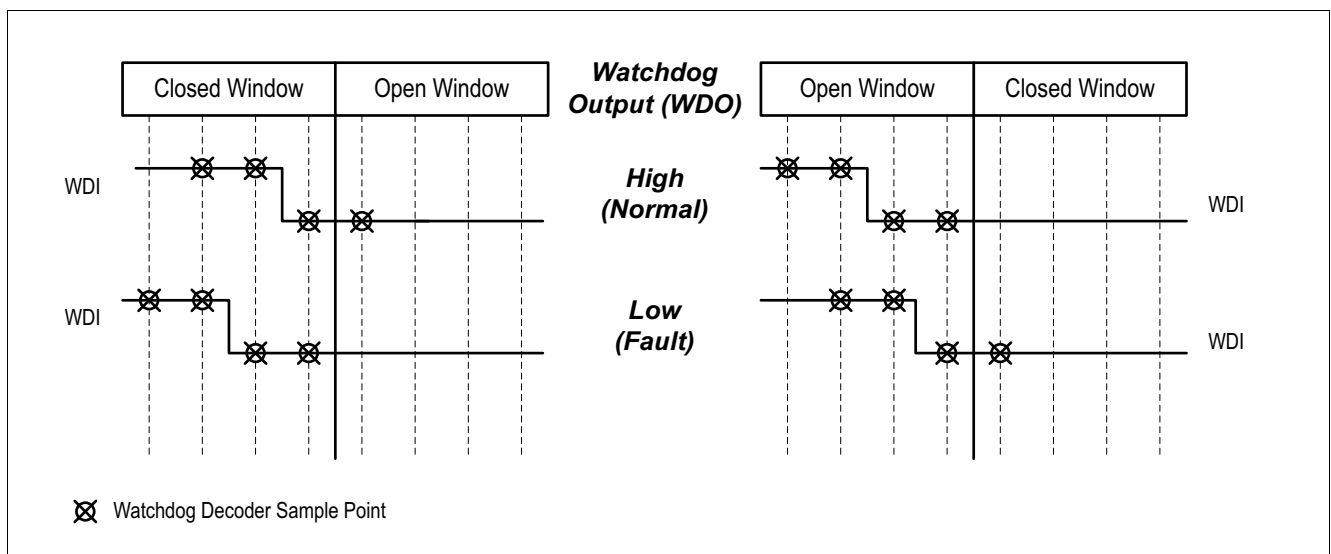 Closed Window
Open Window
Watchdog
Output (WDO)
Open Window
Closed Window
WDI
High
(Normal)
WDI
WDI
Low
(Fault)
WDI
Watchdog Decoder Sample Point